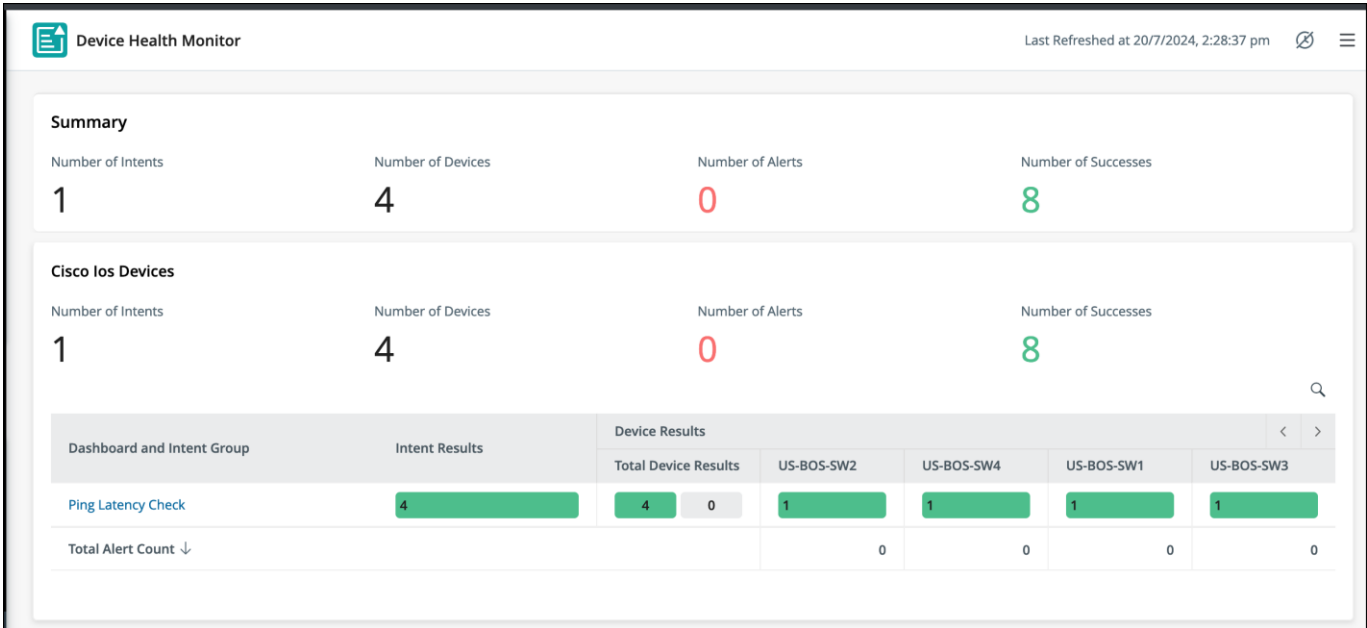 Device Health Monitor
Last Refreshed at 20/7/2024, 2:28:37 pm
Summary
Number of Intents Number of Devices Number of Alerts Number of Successes
1 4 0 8
Cisco Ios Devices
Number of Intents Number of Devices Number of Alerts Number of Successes
1 4 0 8
Dashboard and Intent Group Intent Results Device Results
Total Device Results US-BOS-SW2 US-BOS-SW4 US-BOS-SW1 US-BOS-SW3
Ping Latency Check 4 4 0 1 1 1 1
Total Alert Count ↓ 0 0 0 0